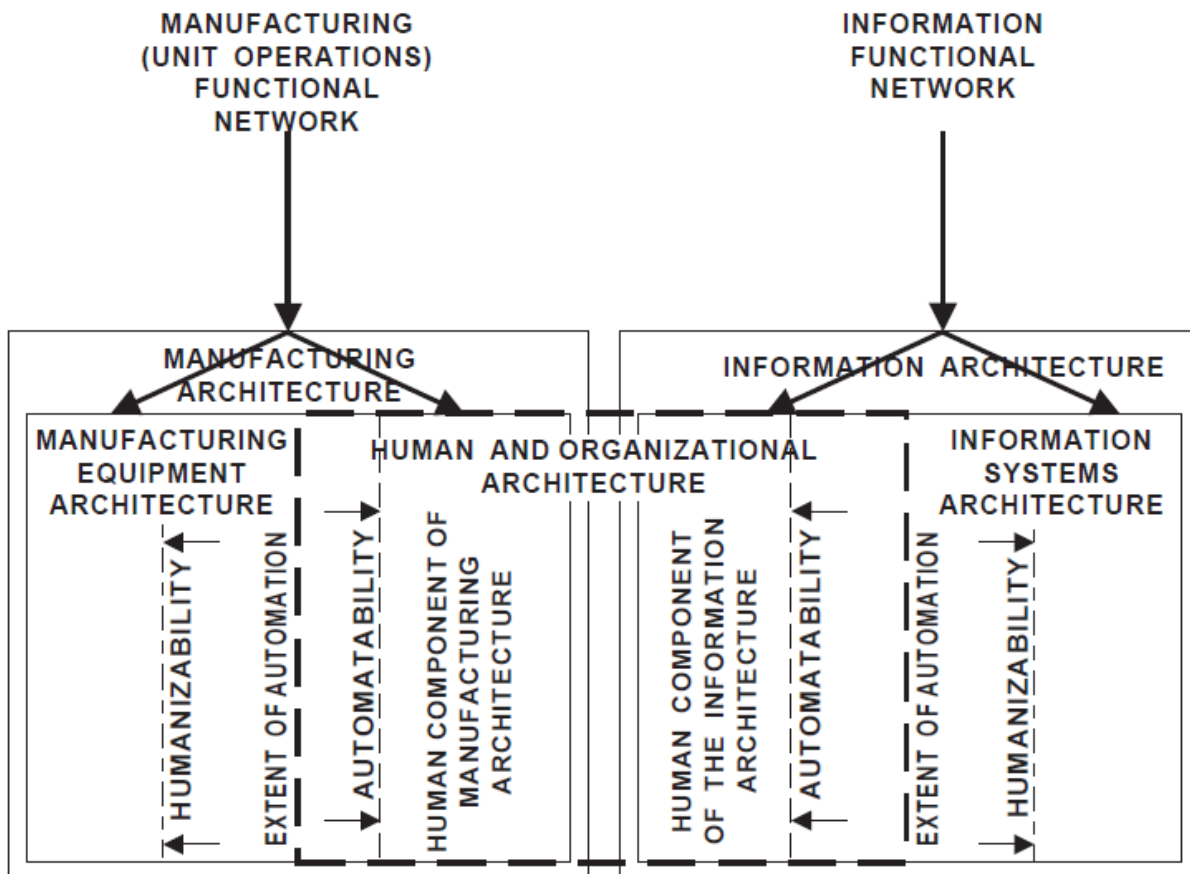 MANUFACTURING
(UNIT OPERATIONS)
FUNCTIONAL
NETWORK
INFORMATION
FUNCTIONAL
NETWORK
MANUFACTURING
ARCHITECTURE
INFORMATION ARCHITECTURE
MANUFACTURING
EQUIPMENT
ARCHITECTURE
HUMAN AND ORGANIZATIONAL
ARCHITECTURE
INFORMATION
SYSTEMS
ARCHITECTURE
HUMANIZABILITY
EXTENT OF AUTOMATION
AUTOMATABILITY
HUMAN COMPONENT OF
MANUFACTURING
ARCHITECTURE
HUMAN COMPONENT
OF THE INFORMATION
ARCHITECTURE
AUTOMATABILITY
EXTENT OF AUTOMATION
HUMANIZABILITY